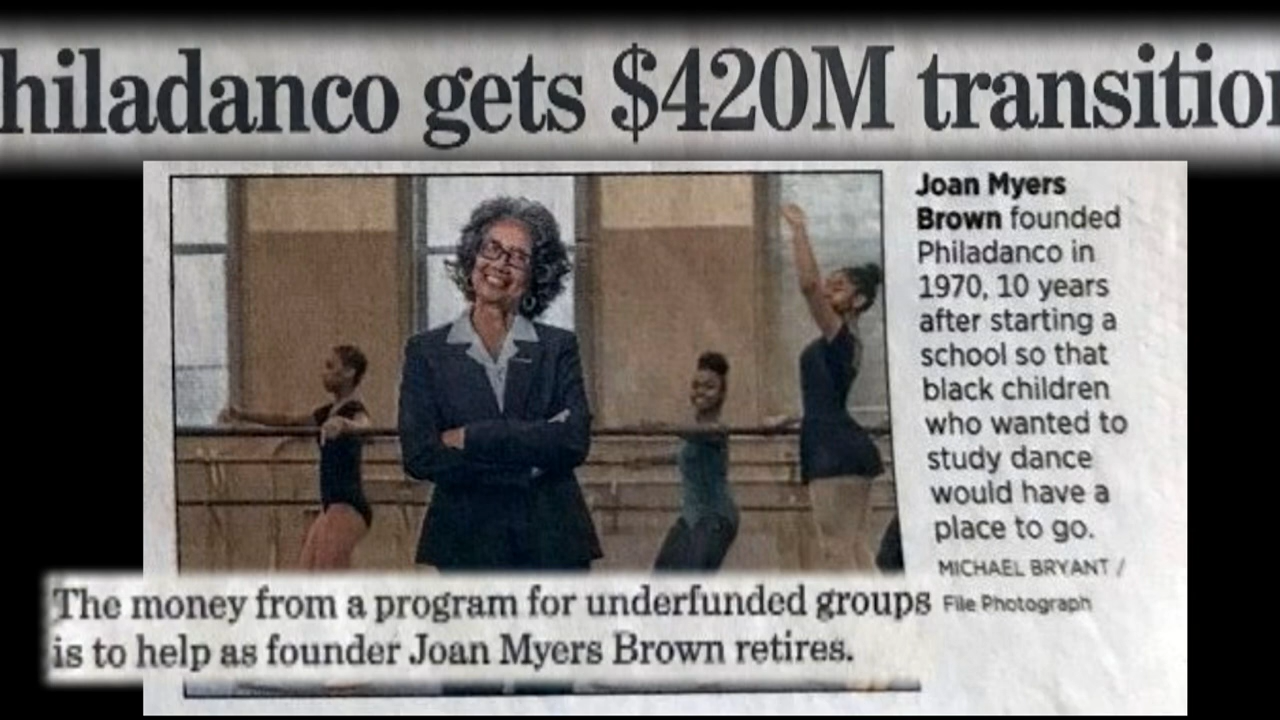 hiladanco gets $420M transition
Joan Myers
Brown founded
Philadanco in
1970, 10 years
after starting a
school so that
black children
who wanted to
study dance
would have a
place to go.
MICHAEL BRYANT /
File Photograph
The money from a program for underfunded groups
is to help as founder Joan Myers Brown retires.